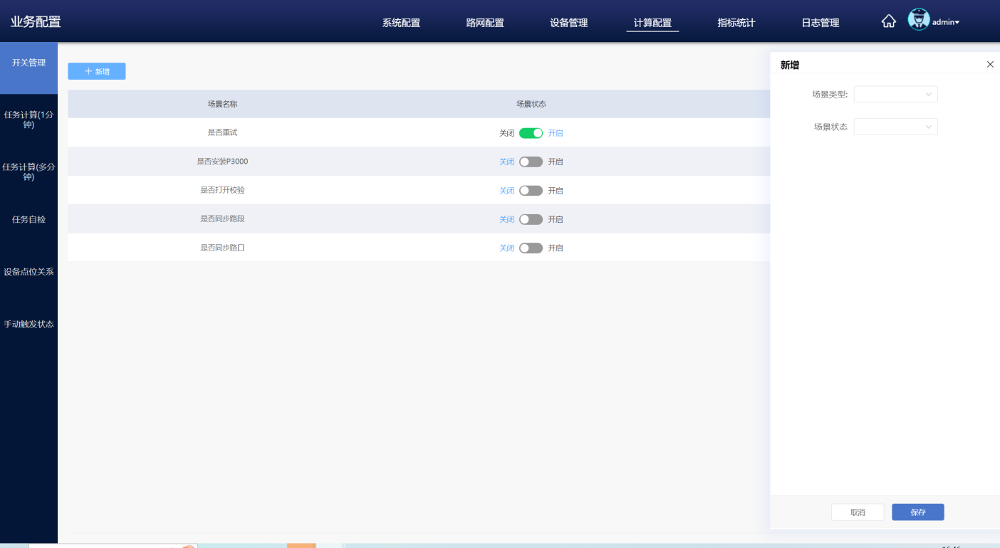 业务配置
系统配置
路网配置
设备管理
计算配置
指标统计
日志管理
admin
开关管理
任务计算(1分
钟)
任务计算(多分
钟)
任务自检
设备点位关系
手动触发状态
新增
场景名称
场景状态
是否重试
关闭 开启
是否安装P3000
关闭 开启
是否打开校验
关闭 开启
是否同步路段
关闭 开启
是否同步路口
关闭 开启
新增
场景类型:
场景状态
取消
保存